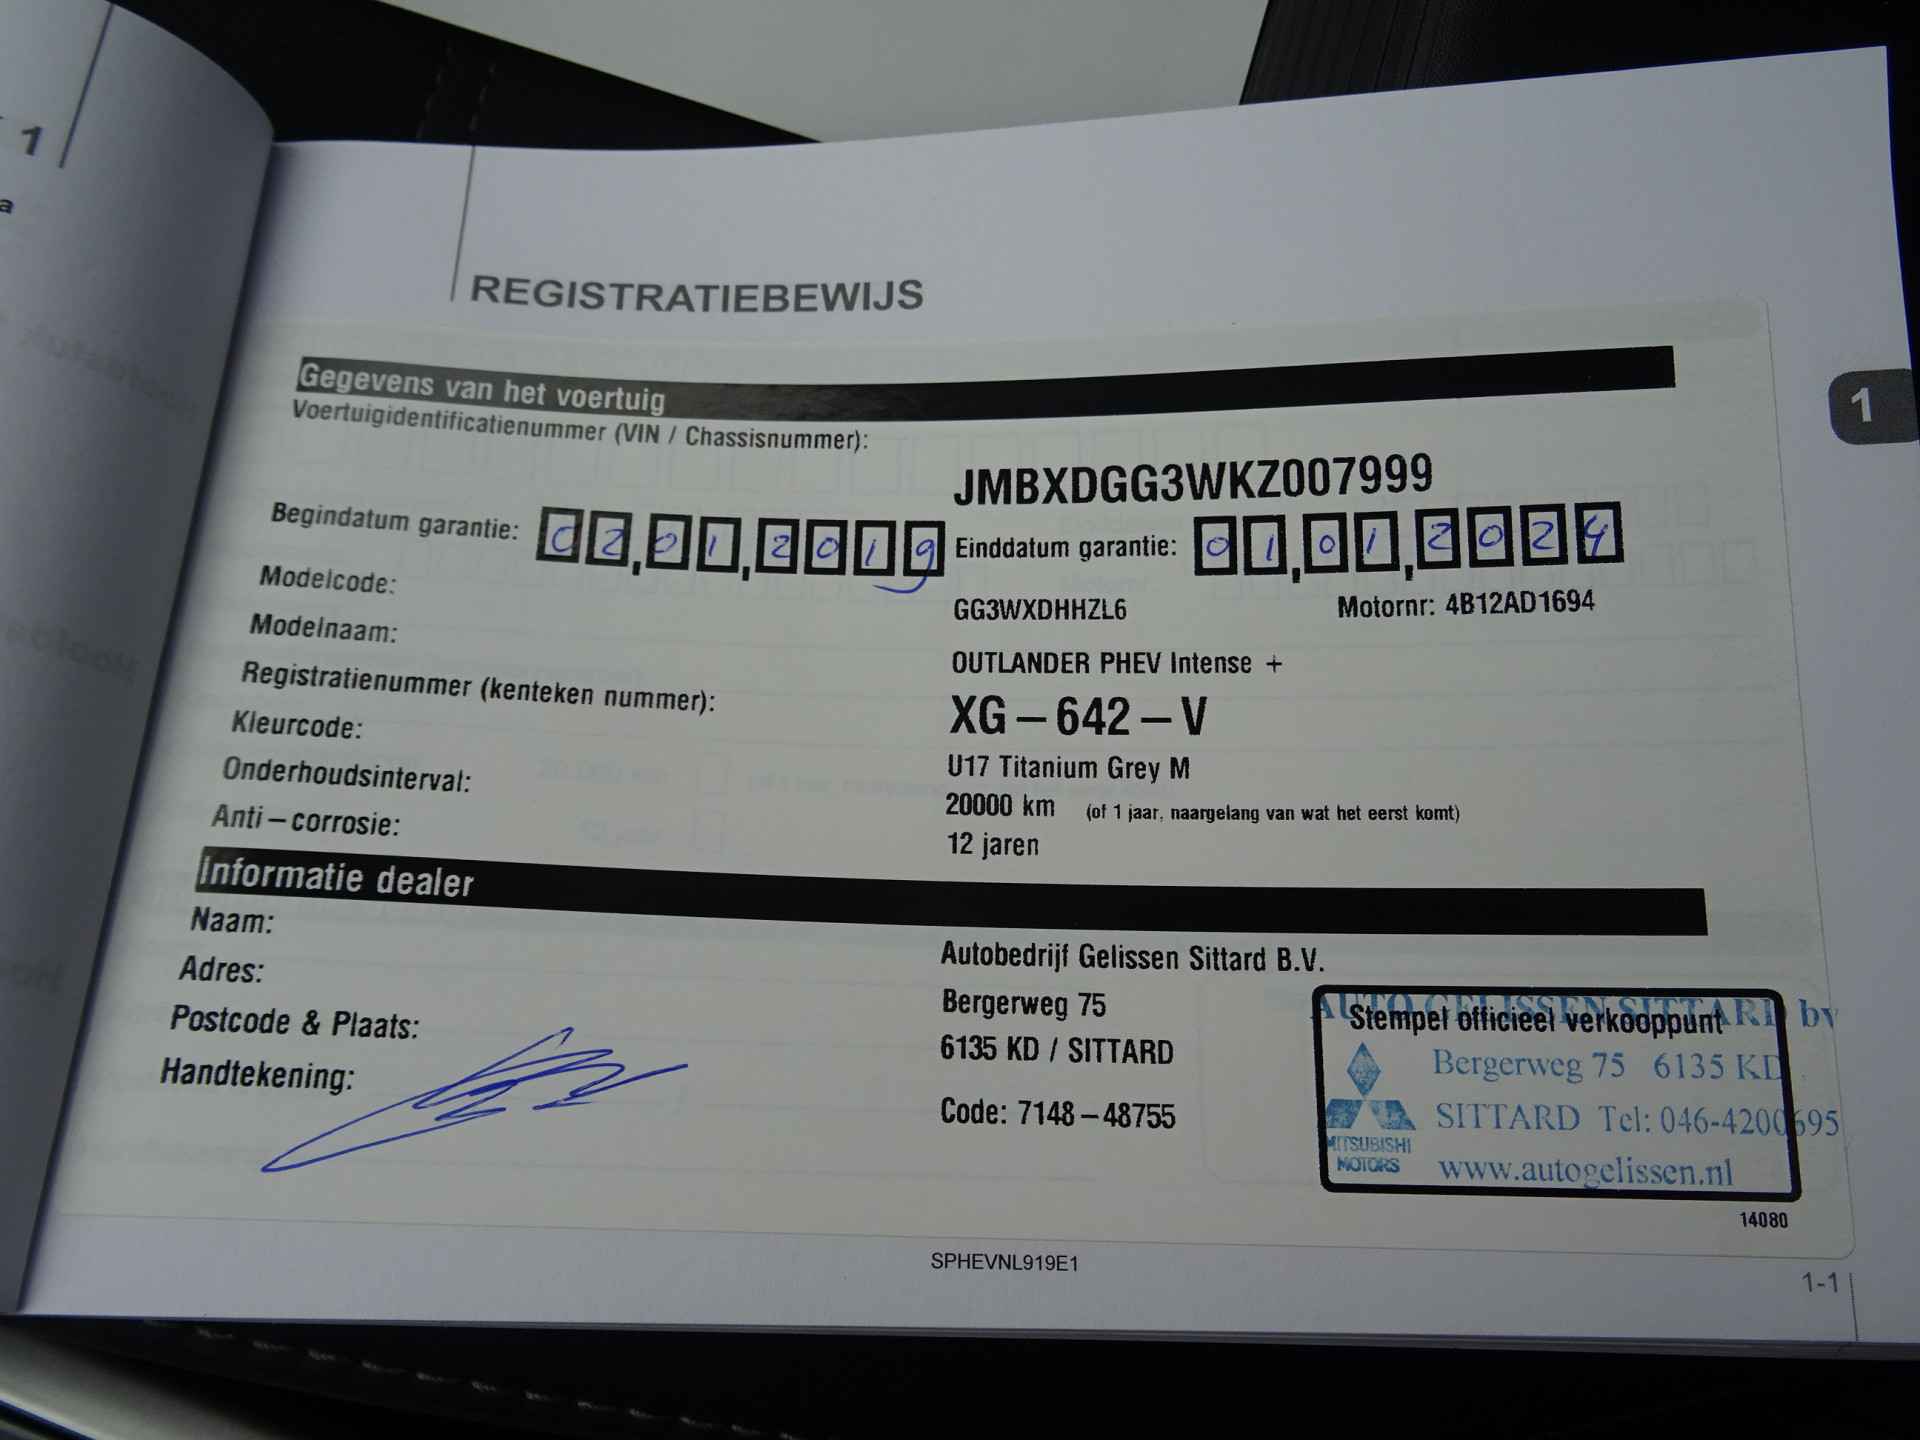 1
a
REGISTRATIEBEWIJS
Gegevens van het voertuig
Voertuigidentificatienummer (VIN / Chassisnummer):
JMBXDGG3WKZ007999
Begindatum garantie: 02,01,2019 Einddatum garantie: 01,01,2024
Modelcode: GG3WXDHHZL6 Motornr: 4B12AD1694
Modelnaam: OUTLANDER PHEV Intense +
Registratienummer (kenteken nummer): XG – 642 – V
Kleurcode: U17 Titanium Grey M
Onderhoudsinterval: 20000 km (of 1 jaar, naargelang van wat het eerst komt)
Anti – corrosie: 12 jaren
1
Informatie dealer
Naam: Autobedrijf Gelissen Sittard B.V.
Adres: Bergerweg 75
Postcode & Plaats: 6135 KD / SITTARD
Handtekening:
Code: 7148 – 48755
AUTO GELISSEN SITTARD bv
Stempel officieel verkooppunt
Bergerweg 75 6135 KD
SITTARD Tel: 046-4200695
MITSUBISHI
MOTORS
www.autogelissen.nl
14080
SPHEVNL919E1
1-1